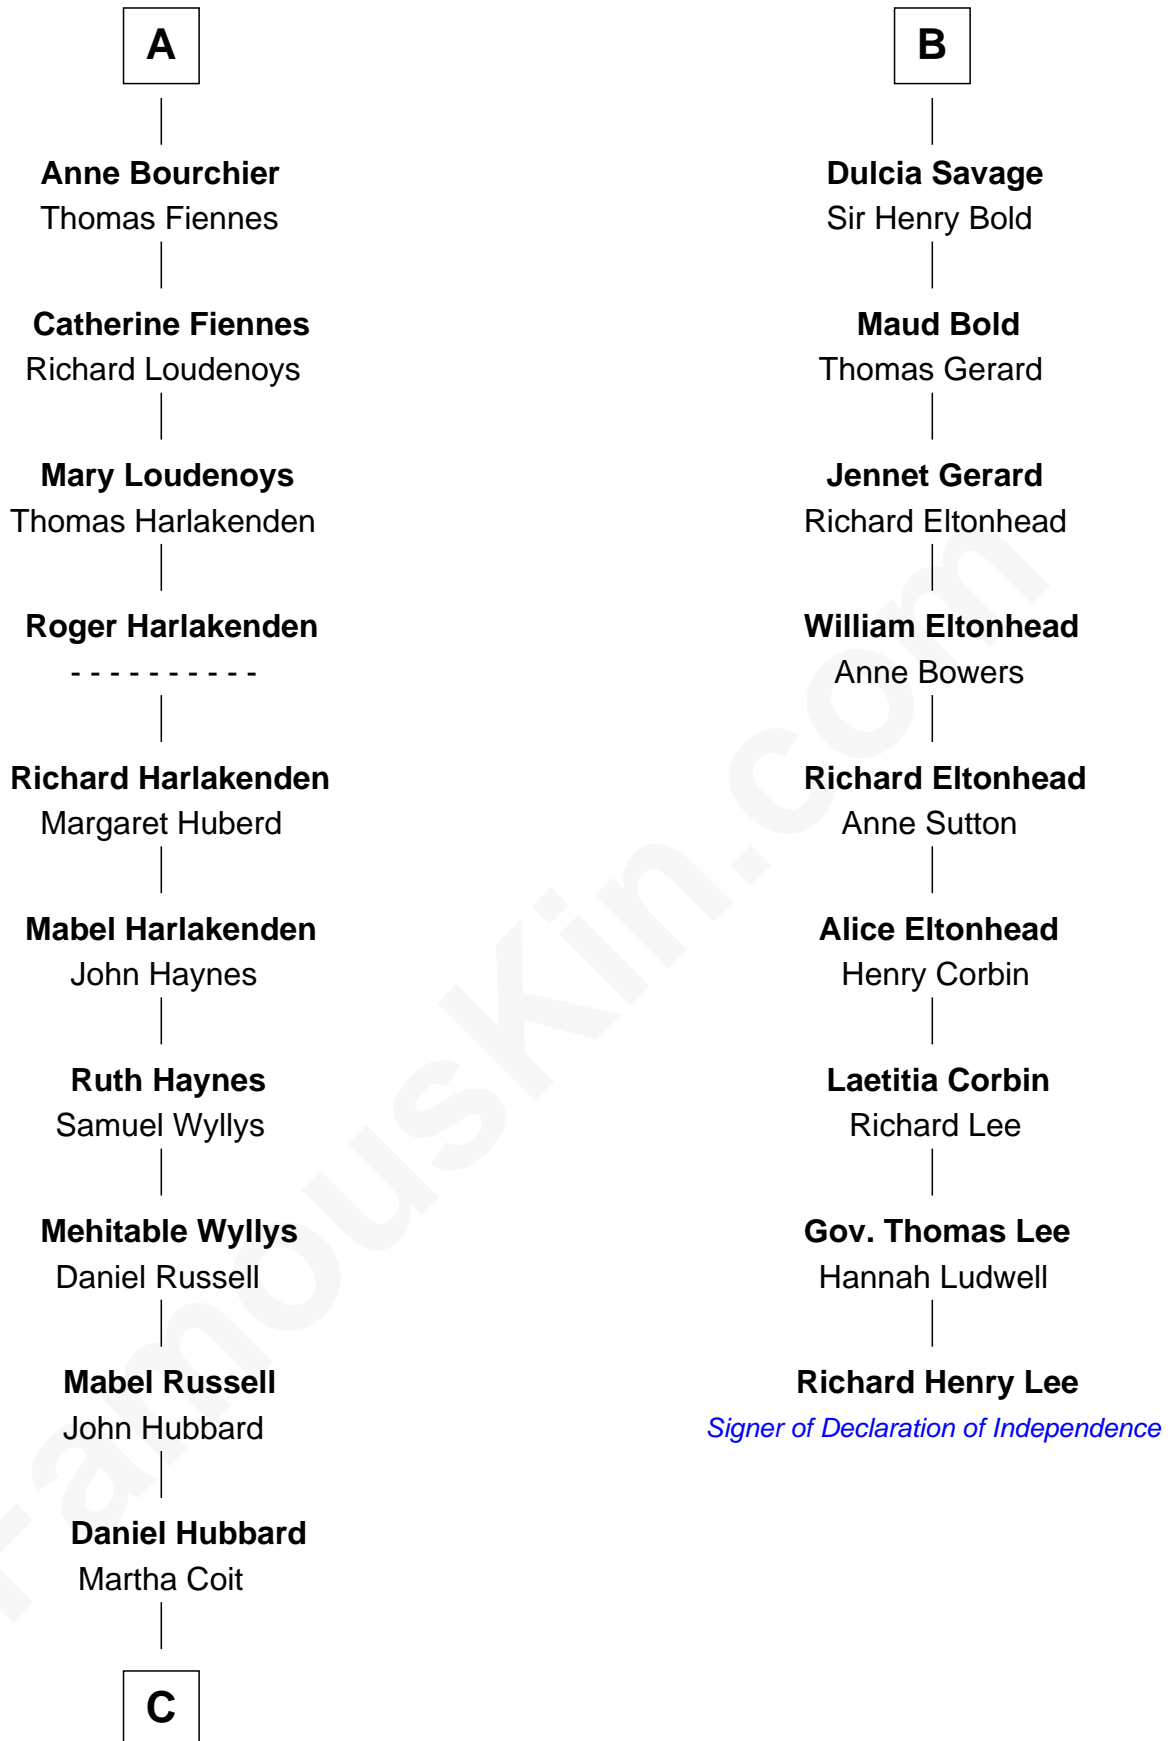 A
Anne Bourchier
Thomas Fiennes
Catherine Fiennes
Richard Loudenoys
Mary Loudenoys
Thomas Harlakenden
Roger Harlakenden
- - - - - - - - - -
Richard Harlakenden
Margaret Huberd
Mabel Harlakenden
John Haynes
Ruth Haynes
Samuel Wyllys
Mehitable Wyllys
Daniel Russell
Mabel Russell
John Hubbard
Daniel Hubbard
Martha Coit
C
B
Dulcia Savage
Sir Henry Bold
Maud Bold
Thomas Gerard
Jennet Gerard
Richard Eltonhead
William Eltonhead
Anne Bowers
Richard Eltonhead
Anne Sutton
Alice Eltonhead
Henry Corbin
Laetitia Corbin
Richard Lee
Gov. Thomas Lee
Hannah Ludwell
Richard Henry Lee
Signer of Declaration of Independence
FamousKin.com